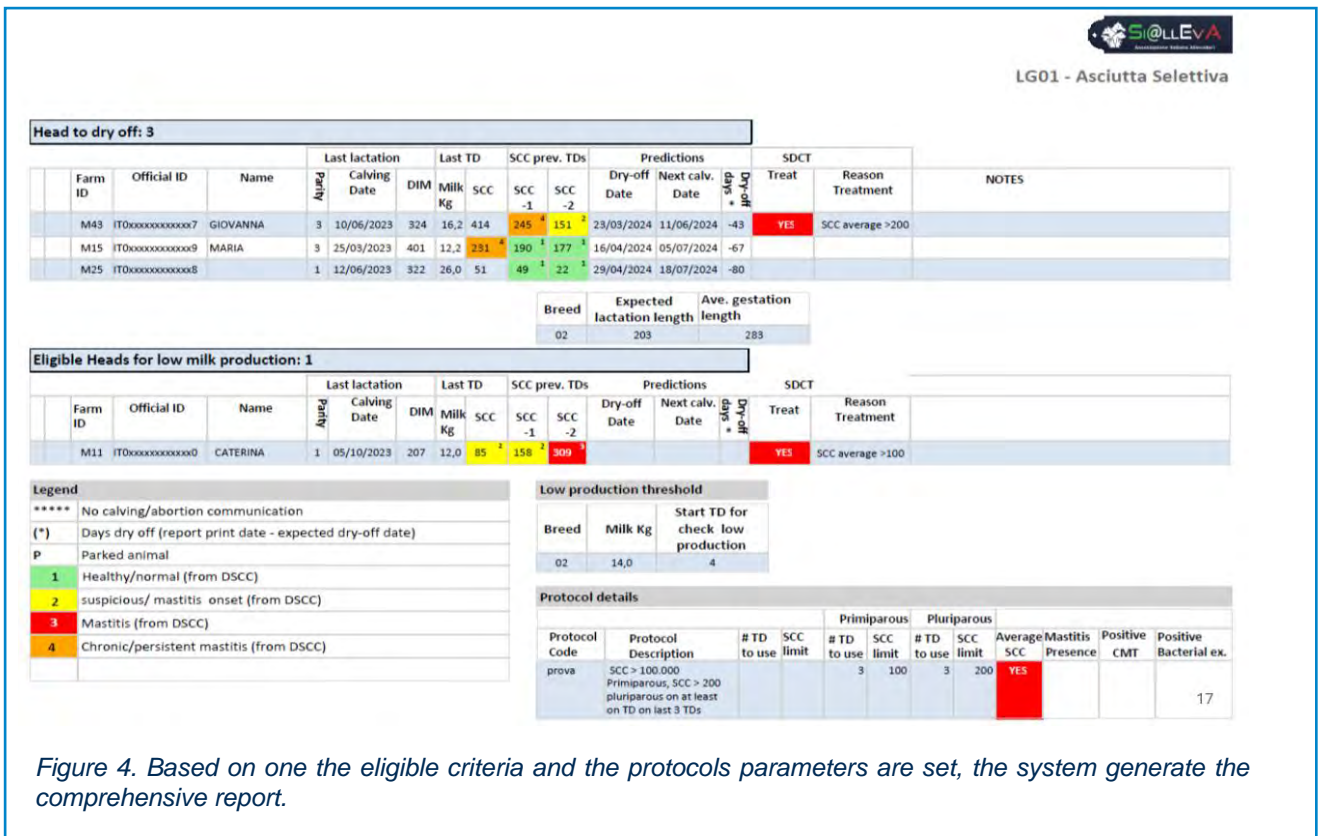 Si@llEvA
LG01 - Asciutta Selettiva
Head to dry off: 3
Last lactation Last TD SCC prev. TDs Predictions SDCT
Farm ID Official ID Name Parity Calving Date DIM Milk Kg SCC SCC -1 SCC -2 Dry-off Date Next calv. Date Dry-off days * Treat Reason Treatment NOTES
M43 IT0xxxxxxxxxxx7 GIOVANNA 3 10/06/2023 324 16,2 414 245 4 151 2 23/03/2024 11/06/2024 -43 YES SCC average >200
M15 IT0xxxxxxxxxxx9 MARIA 3 25/03/2023 401 12,2 231 4 190 1 177 1 16/04/2024 05/07/2024 -67
M25 IT0xxxxxxxxxxx8 1 12/06/2023 322 26,0 51 49 1 22 1 29/04/2024 18/07/2024 -80
Breed Expected lactation length Ave. gestation length
02 203 283
Eligible Heads for low milk production: 1
Last lactation Last TD SCC prev. TDs Predictions SDCT
Farm ID Official ID Name Parity Calving Date DIM Milk Kg SCC SCC -1 SCC -2 Dry-off Date Next calv. Date Dry-off days * Treat Reason Treatment
M11 IT0xxxxxxxxxxx0 CATERINA 1 05/10/2023 207 12,0 85 2 158 2 309 3 YES SCC average >100
Legend
***** No calving/abortion communication
(*) Days dry off (report print date - expected dry-off date)
P Parked animal
1 Healthy/normal (from DSCC)
2 suspicious/ mastitis onset (from DSCC)
3 Mastitis (from DSCC)
4 Chronic/persistent mastitis (from DSCC)
Low production threshold
Breed Milk Kg Start TD for check low production
02 14,0 4
Protocol details
Primiparous Pluriparous
Protocol Code Protocol Description # TD to use SCC limit # TD to use SCC limit # TD to use SCC limit Average SCC Mastitis Presence Positive CMT Positive Bacterial ex.
prova SCC > 100.000 3 100 3 200 YES
Primiparous, SCC > 200
pluriparous on at least
on TD on last 3 TDs
17
Figure 4. Based on one the eligible criteria and the protocols parameters are set, the system generate the
comprehensive report.